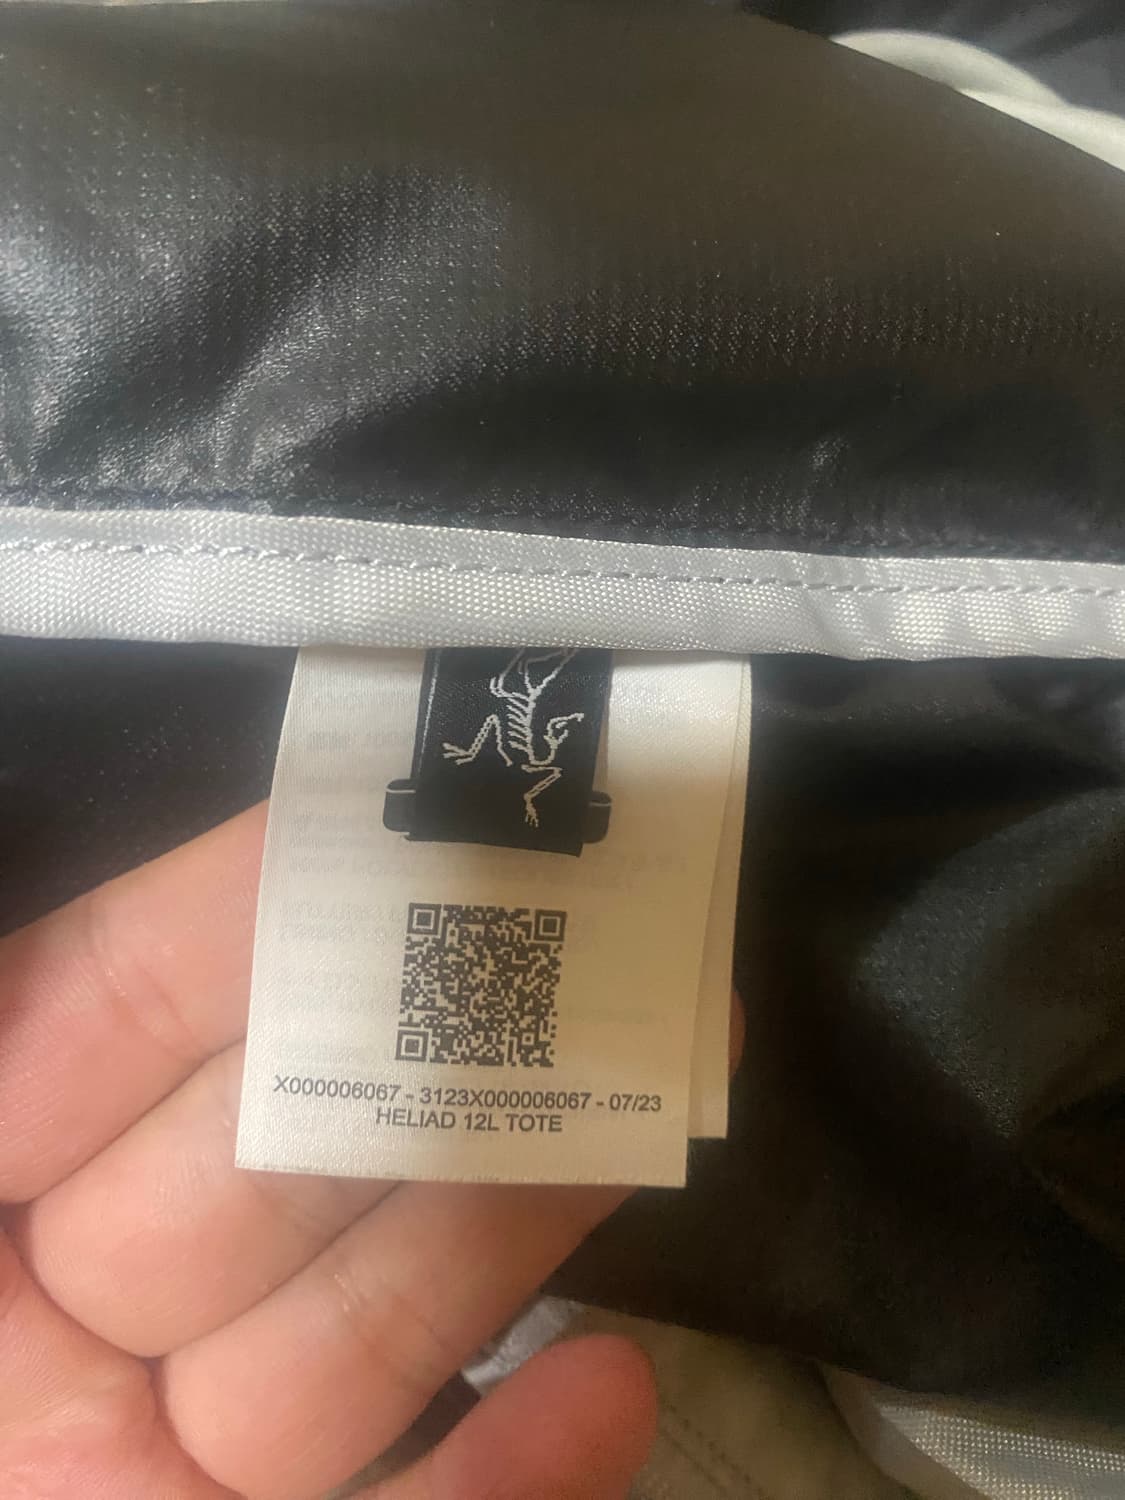 X000006067 - 3123X000006067 - 07/23
HELIAD 12L TOTE